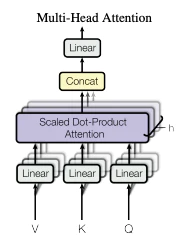 Multi-Head Attention
Linear
Concat
Scaled Dot-Product
Attention
h
Linear
Linear
Linear
V
K
Q